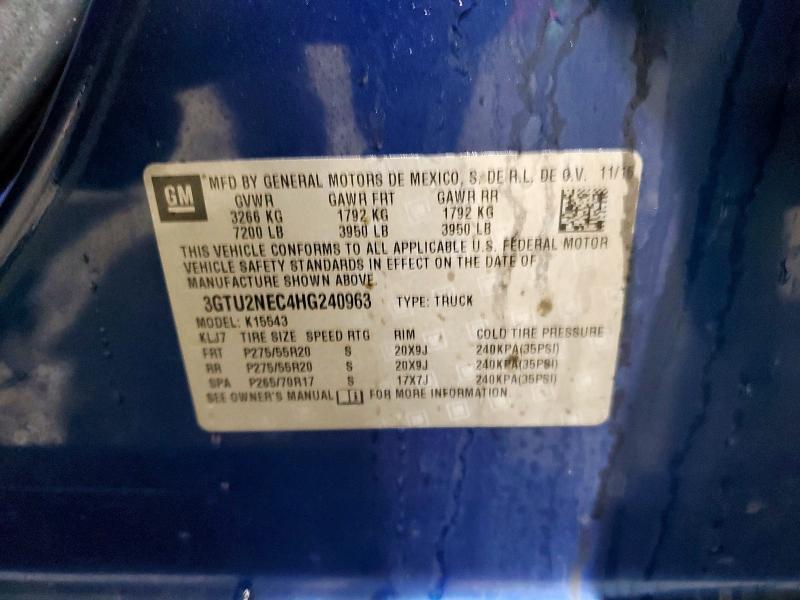 GM MFD BY GENERAL MOTORS DE MEXICO, S. DE R.L. DE C.V. 11/16
GVWR GAWR FRT GAWR RR
3266 KG 1792 KG 1792 KG
7200 LB 3950 LB 3950 LB
THIS VEHICLE CONFORMS TO ALL APPLICABLE U.S. FEDERAL MOTOR
VEHICLE SAFETY STANDARDS IN EFFECT ON THE DATE OF
MANUFACTURE SHOWN ABOVE.
3GTU2NEC4HG240963 TYPE: TRUCK
MODEL: K15543
KLJ7 TIRE SIZE SPEED RTG RIM COLD TIRE PRESSURE
FRT P275/55R20 S 20X9J 240KPA(35PSI)
RR P275/55R20 S 20X9J 240KPA(35PSI)
SPA P265/70R17 S 17X7J 240KPA(35PSI)
SEE OWNER'S MANUAL FOR MORE INFORMATION.